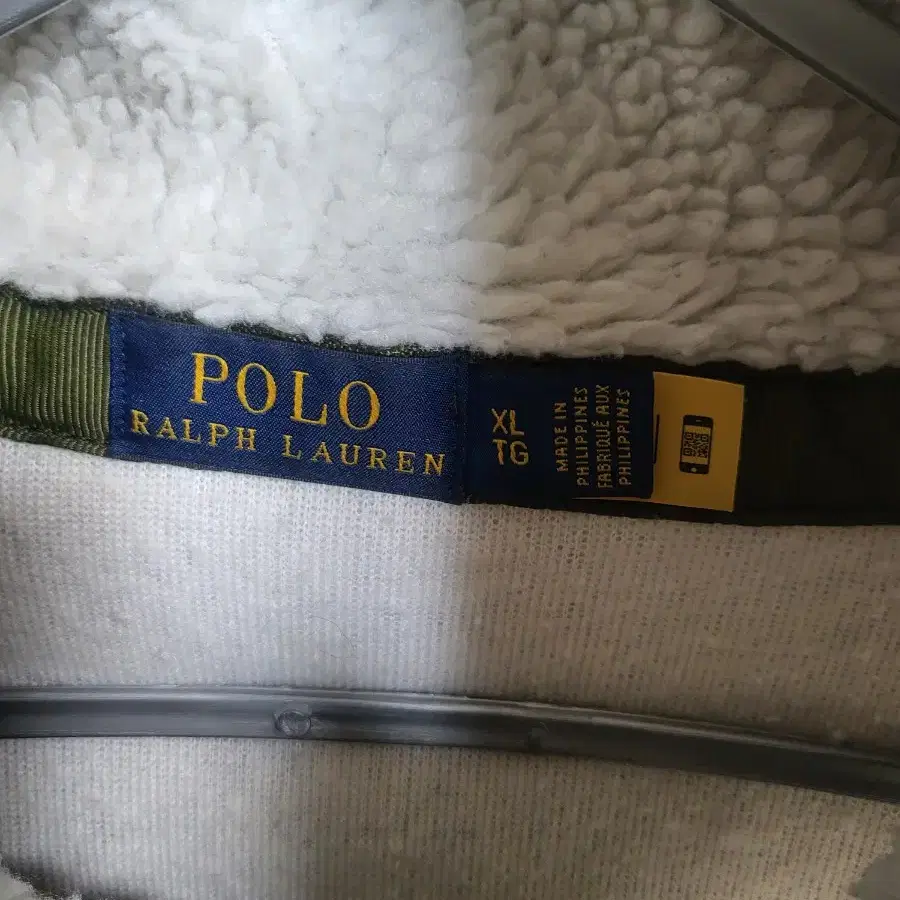 POLO
RALPH LAUREN
XL
TG
MADE IN
PHILIPPINES
FABRIQUÉ AUX
PHILIPPINES